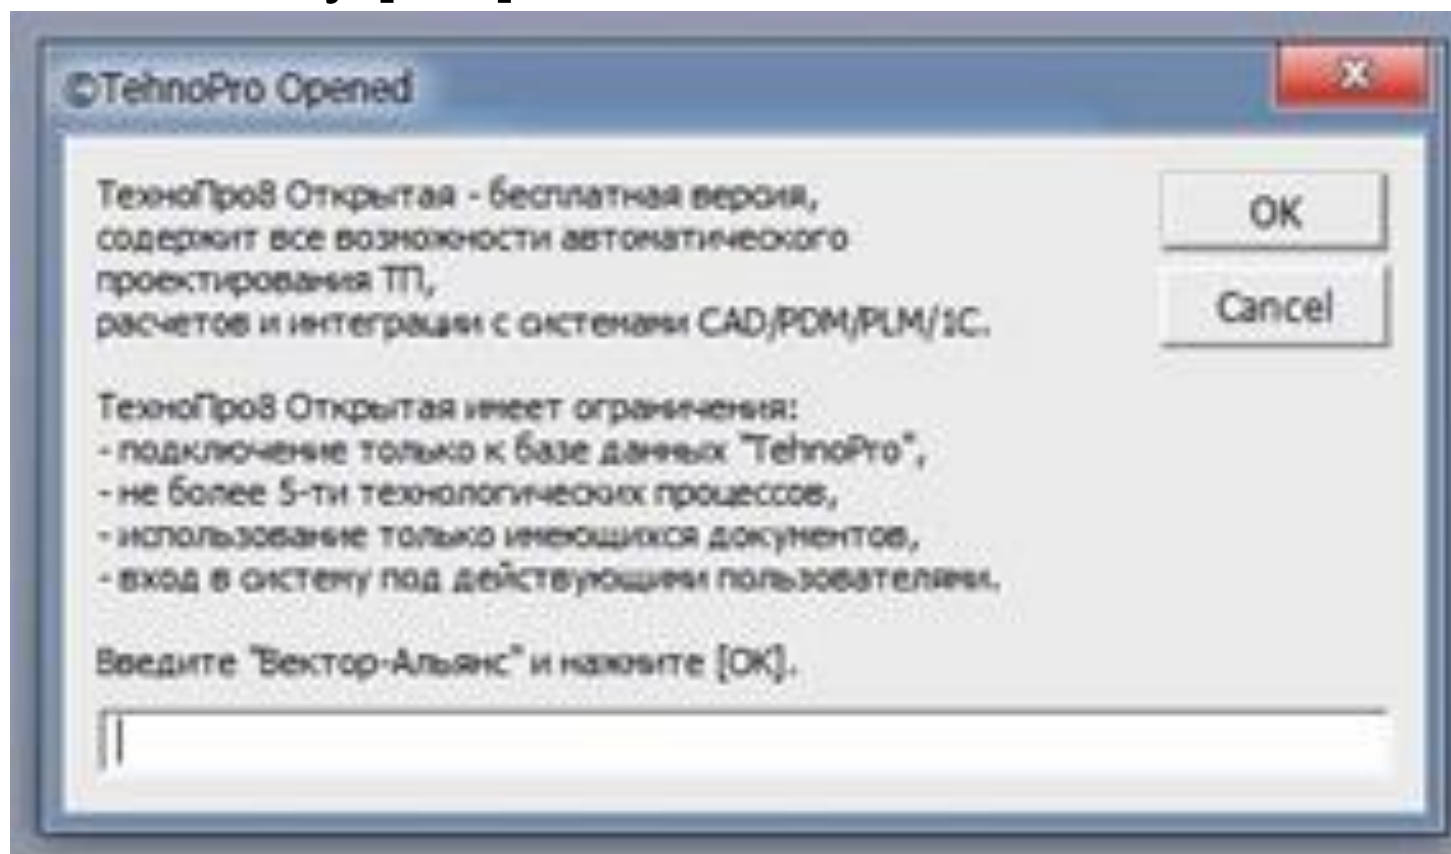 ©TehnoPro Opened
ТехноПро8 Открытая - бесплатная версия,
содержит все возможности автоматического
проектирования ТП,
расчетов и интеграции с системами CAD/PDM/PLM/1C.
ТехноПро8 Открытая имеет ограничения:
- подключение только к базе данных "TehnoPro",
- не более 5-ти технологических процессов,
- использование только имеющихся документов,
- вход в систему под действующими пользователями.
Введите "Вектор-Альянс" и нажмите [OK].
OK
Cancel